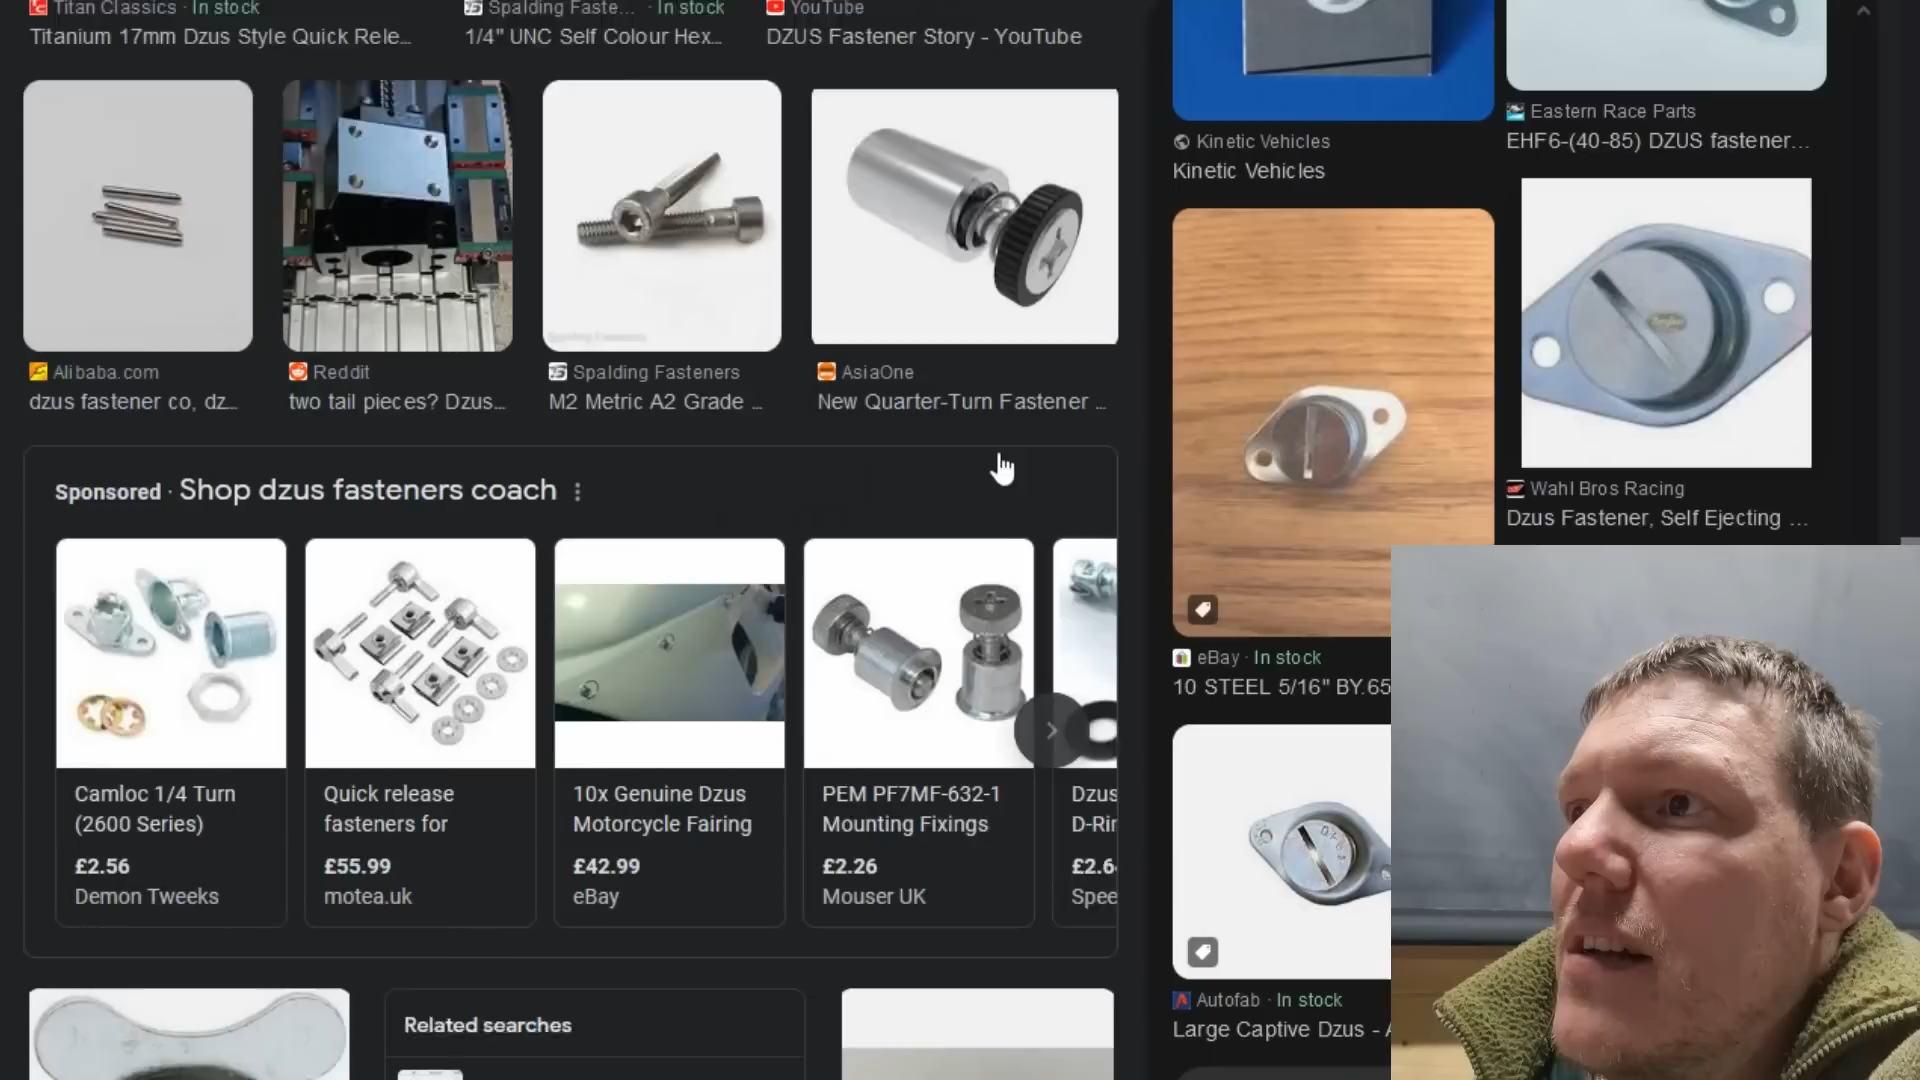 Titan Classics · In stock
Titanium 17mm Dzus Style Quick Rele...
Spalding Faste... · In stock
1/4" UNC Self Colour Hex...
YouTube
DZUS Fastener Story - YouTube
Alibaba.com
dzus fastener co, dz...
Reddit
two tail pieces? Dzus...
Spalding Fasteners
M2 Metric A2 Grade ...
AsiaOne
New Quarter-Turn Fastener ...
Sponsored · Shop dzus fasteners coach
Camloc 1/4 Turn
(2600 Series)
£2.56
Demon Tweeks
Quick release
fasteners for
£55.99
motea.uk
10x Genuine Dzus
Motorcycle Fairing
£42.99
eBay
PEM PF7MF-632-1
Mounting Fixings
£2.26
Mouser UK
Dzus
D-Rin
£2.6
Spee
Related searches
Kinetic Vehicles
Kinetic Vehicles
Eastern Race Parts
EHF6-(40-85) DZUS fastener...
Wahl Bros Racing
Dzus Fastener, Self Ejecting ...
eBay · In stock
10 STEEL 5/16" BY.65
Autofab · In stock
Large Captive Dzus - A